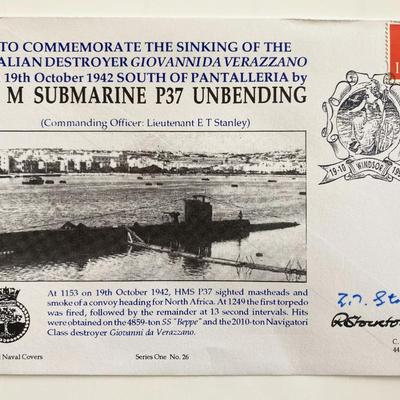 TO COMMEMORATE THE SINKING OF THE
ALIAN DESTROYER GIOVANNI DA VERAZZANO
19th October 1942 SOUTH OF PANTALLERIA by
M SUBMARINE P37 UNBENDING
(Commanding Officer: Lieutenant E T Stanley)
19-10 WINDSOR 19
At 1153 on 19th October 1942, HMS P37 sighted mastheads and
smoke of a convoy heading for North Africa. At 1249 the first torpedo
was fired, followed by the remainder at 13 second intervals. Hits
were obtained on the 4859-ton SS "Beppe" and the 2010-ton Navigatori
Class destroyer Giovanni da Verazzano.
Naval Covers
Series One No. 26
C.
44